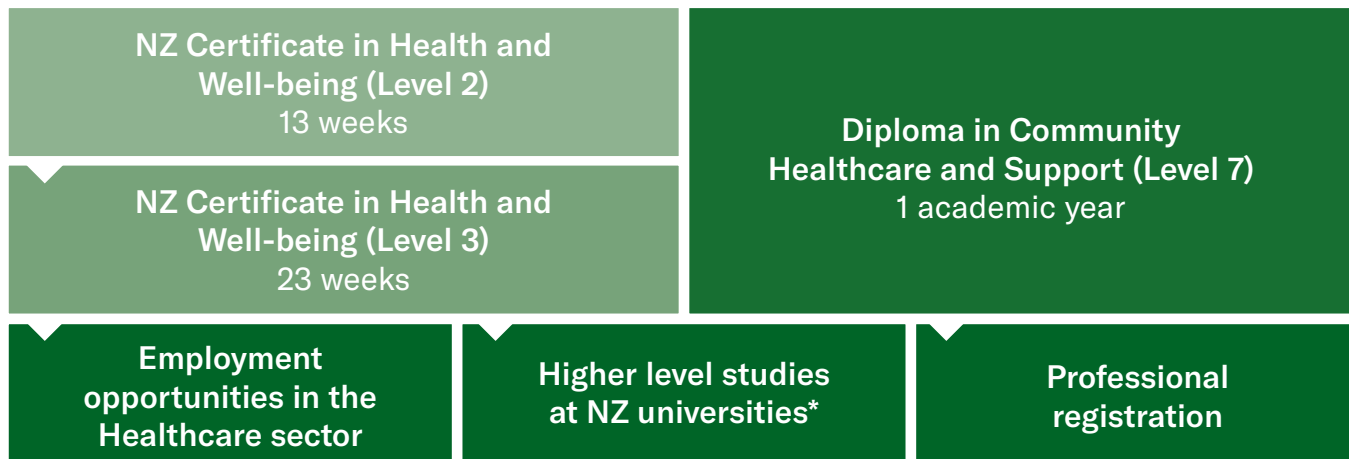 NZ Certificate in Health and
Well-being (Level 2)
13 weeks
NZ Certificate in Health and
Well-being (Level 3)
23 weeks
Diploma in Community
Healthcare and Support (Level 7)
1 academic year
Employment
opportunities in the
Healthcare sector
Higher level studies
at NZ universities*
Professional
registration